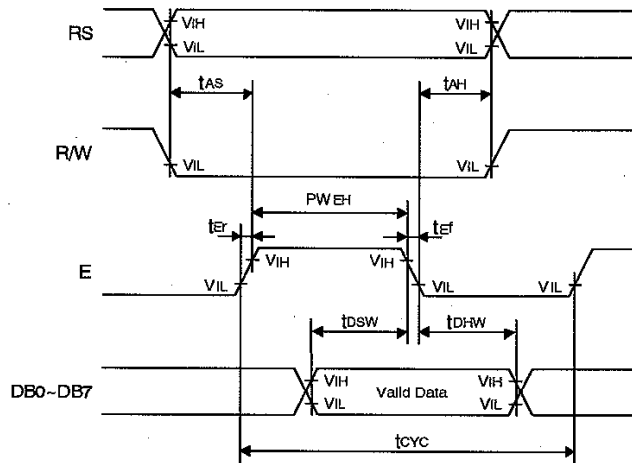 RS
VIH
VIH
VIL
VIL
tAS
tAH
R/W
VIL
VIL
PWEH
tEr
tEf
E
VIH
VIH
VIL
VIL
VIL
tDSW
tDHW
DB0~DB7
VIH
Valid Data
VIH
VIL
VIL
tCYC